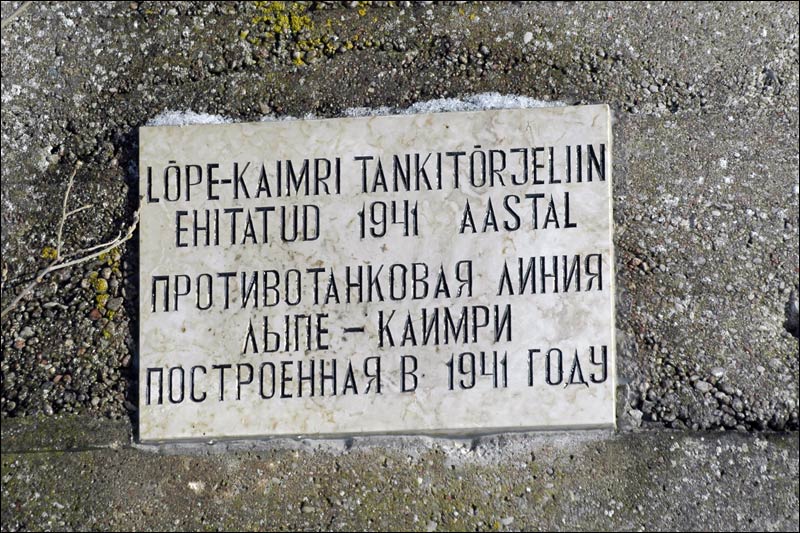 LÕPE-KAIMRI TANKITÕRJELIIN
EHITATUD 1941 AASTAL
ПРОТИВОТАНКОВАЯ ЛИНИЯ
ЛЫПЕ – КАИМРИ
ПОСТРОЕННАЯ В 1941 ГОДУ